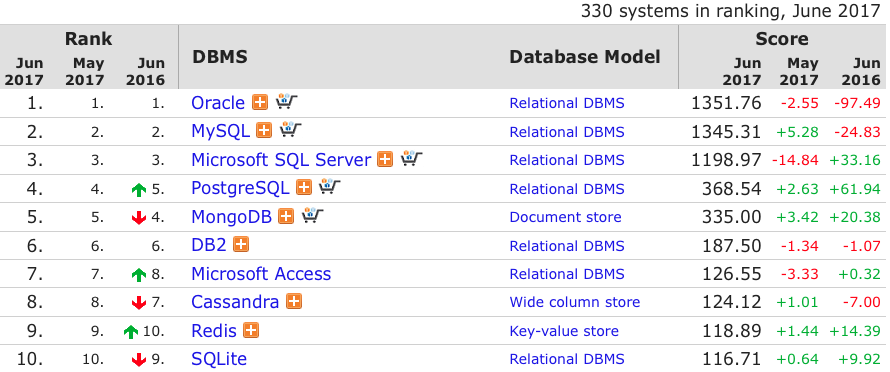 330 systems in ranking, June 2017
Rank DBMS Database Model Score
Jun 2017 May 2017 Jun 2016 Jun 2017 May 2017 Jun 2016
1. 1. 1. Oracle Relational DBMS 1351.76 -2.55 -97.49
2. 2. 2. MySQL Relational DBMS 1345.31 +5.28 -24.83
3. 3. 3. Microsoft SQL Server Relational DBMS 1198.97 -14.84 +33.16
4. 4. 5. PostgreSQL Relational DBMS 368.54 +2.63 +61.94
5. 5. 4. MongoDB Document store 335.00 +3.42 +20.38
6. 6. 6. DB2 Relational DBMS 187.50 -1.34 -1.07
7. 7. 8. Microsoft Access Relational DBMS 126.55 -3.33 +0.32
8. 8. 7. Cassandra Wide column store 124.12 +1.01 -7.00
9. 9. 10. Redis Key-value store 118.89 +1.44 +14.39
10. 10. 9. SQLite Relational DBMS 116.71 +0.64 +9.92